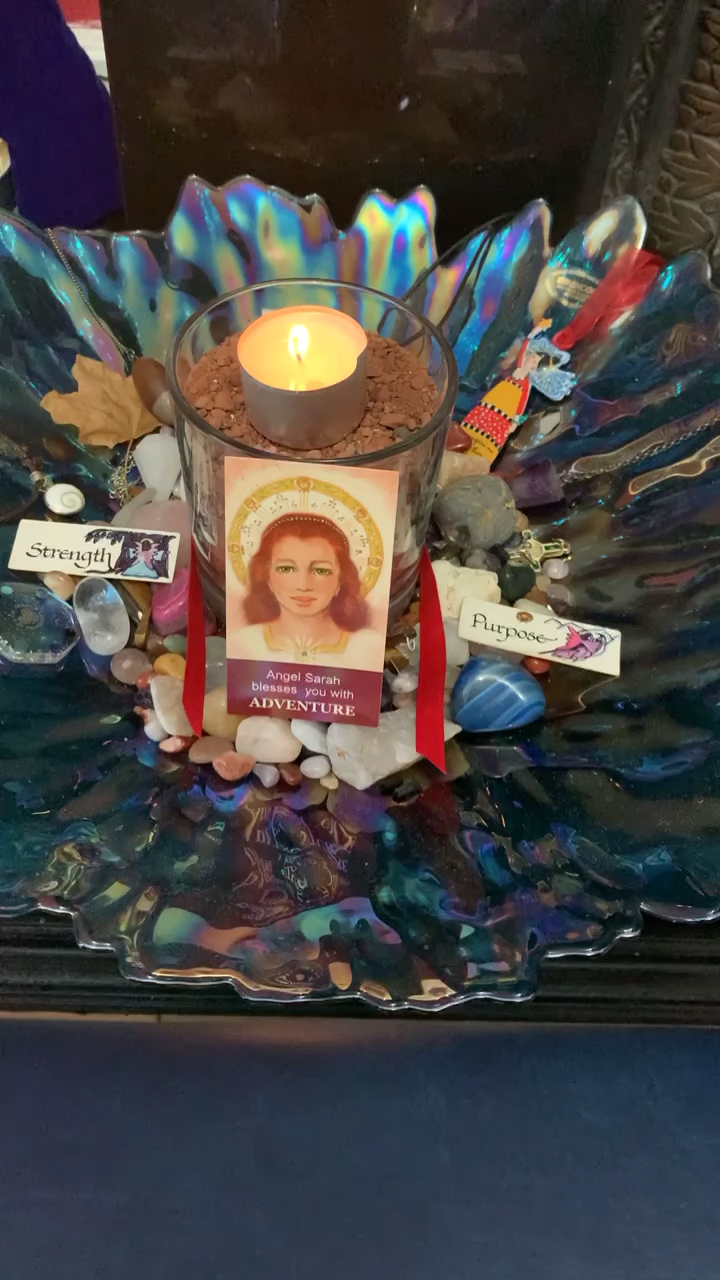 Strength
Purpose
Angel Sarah
blesses you with
ADVENTURE